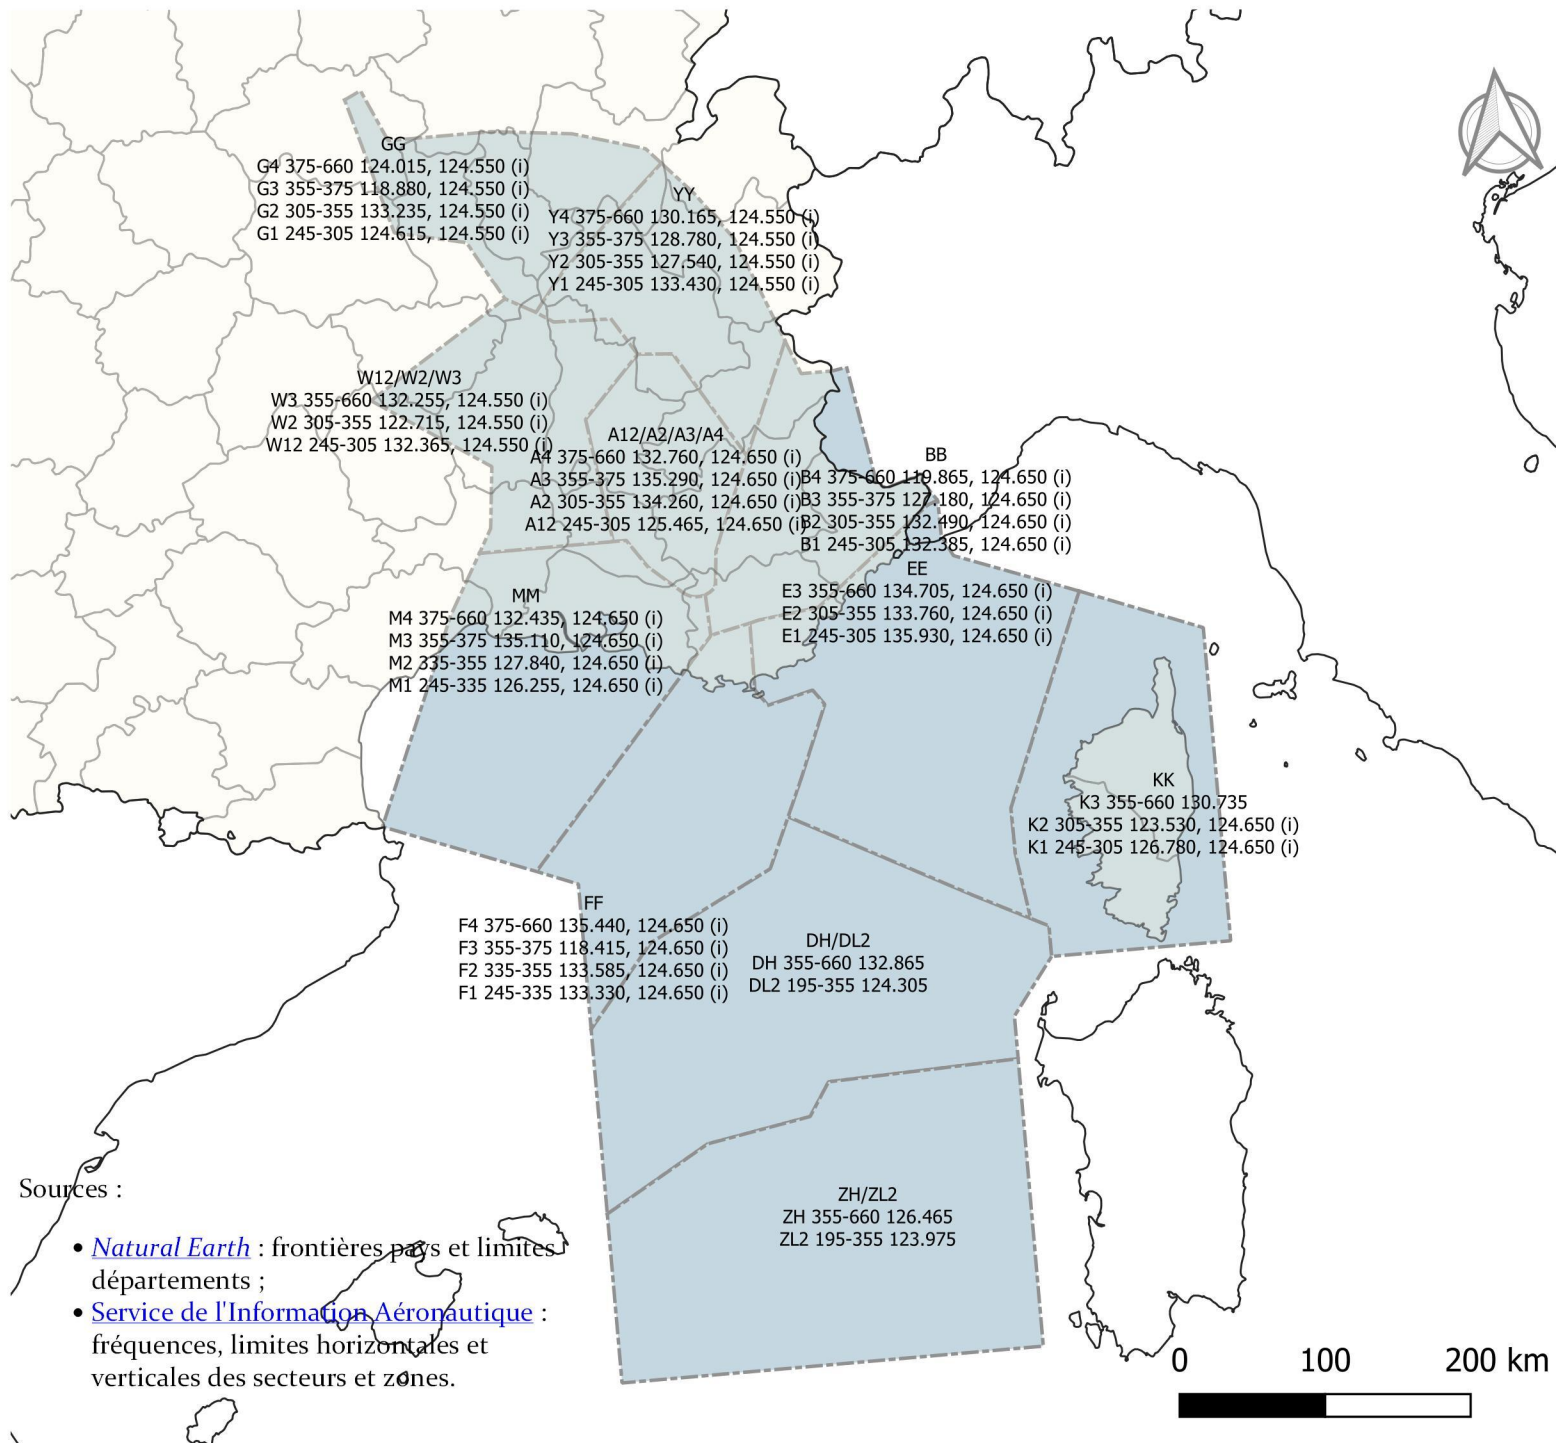 GG
G4 375-660 124.015, 124.550 (i)
G3 355-375 118.880, 124.550 (i)
G2 305-355 133.235, 124.550 (i)
G1 245-305 124.615, 124.550 (i)
YY
Y4 375-660 130.165, 124.550 (i)
Y3 355-375 128.780, 124.550 (i)
Y2 305-355 127.540, 124.550 (i)
Y1 245-305 133.430, 124.550 (i)
W12/W2/W3
W3 355-660 132.255, 124.550 (i)
W2 305-355 122.715, 124.550 (i)
W12 245-305 132.365, 124.550 (i)
A12/A2/A3/A4
A4 375-660 132.760, 124.650 (i)
A3 355-375 135.290, 124.650 (i)
A2 305-355 134.260, 124.650 (i)
A12 245-305 125.465, 124.650 (i)
BB
B4 375-660 119.865, 124.650 (i)
B3 355-375 127.180, 124.650 (i)
B2 305-355 132.490, 124.650 (i)
B1 245-305 132.385, 124.650 (i)
EE
E3 355-660 134.705, 124.650 (i)
E2 305-355 133.760, 124.650 (i)
E1 245-305 135.930, 124.650 (i)
MM
M4 375-660 132.435, 124.650 (i)
M3 355-375 135.110, 124.650 (i)
M2 335-355 127.840, 124.650 (i)
M1 245-335 126.255, 124.650 (i)
KK
K3 355-660 130.735
K2 305-355 123.530, 124.650 (i)
K1 245-305 126.780, 124.650 (i)
FF
F4 375-660 135.440, 124.650 (i)
F3 355-375 118.415, 124.650 (i)
F2 335-355 133.585, 124.650 (i)
F1 245-335 133.330, 124.650 (i)
DH/DL2
DH 355-660 132.865
DL2 195-355 124.305
ZH/ZL2
ZH 355-660 126.465
ZL2 195-355 123.975
Sources :
• Natural Earth : frontières pays et limites
départements ;
• Service de l'Information Aéronautique :
fréquences, limites horizontales et
verticales des secteurs et zones.
0 100 200 km